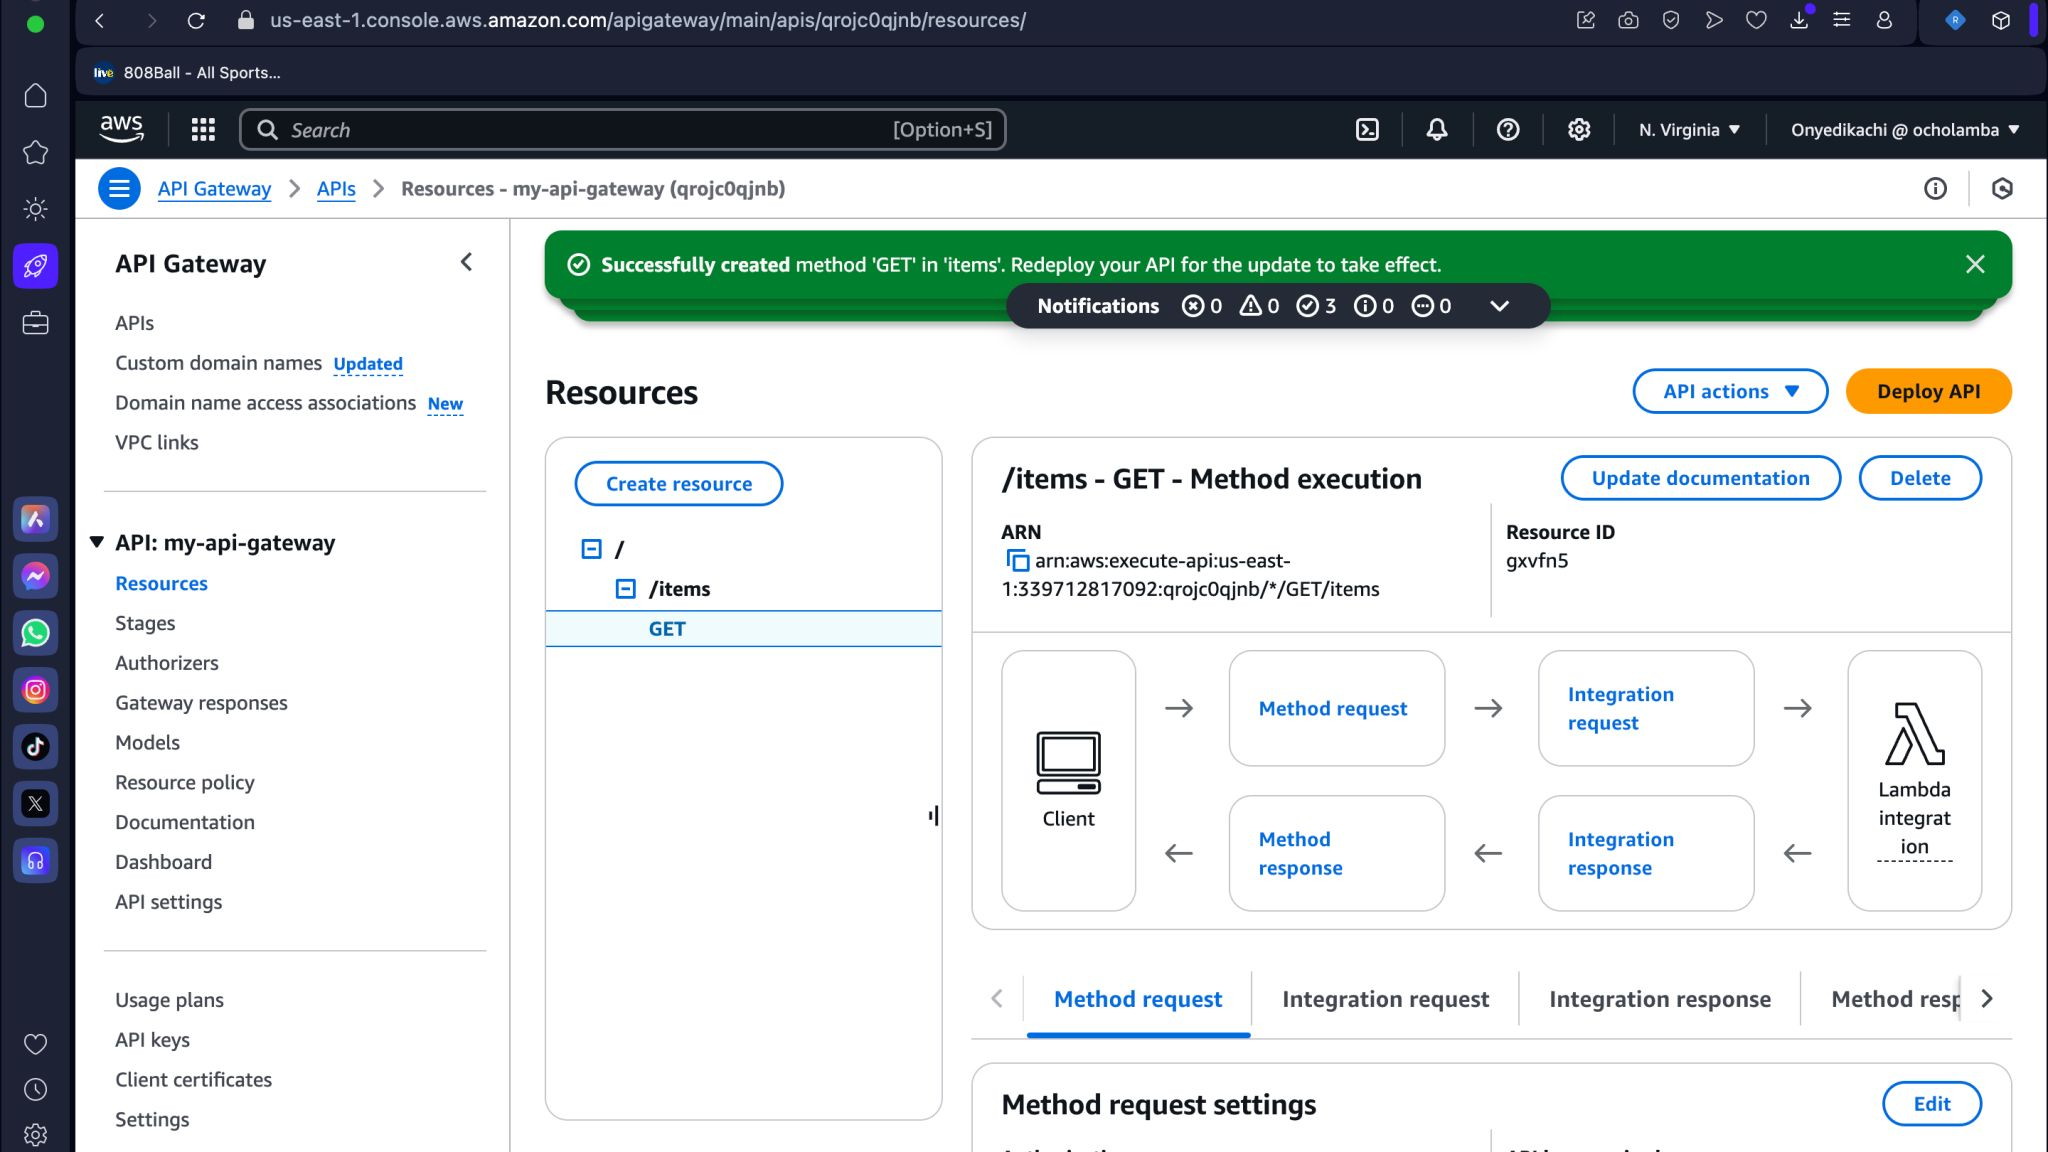 us-east-1.console.aws.amazon.com/apigateway/main/apis/qrojc0qjnb/resources/
live 808Ball - All Sports...
aws
Search [Option+S]
N. Virginia
Onyedikachi @ ocholamba
API Gateway
APIs
Resources - my-api-gateway (qrojc0qjnb)
API Gateway
APIs
Custom domain names Updated
Domain name access associations New
VPC links
API: my-api-gateway
Resources
Stages
Authorizers
Gateway responses
Models
Resource policy
Documentation
Dashboard
API settings
Usage plans
API keys
Client certificates
Settings
Successfully created method 'GET' in 'items'. Redeploy your API for the update to take effect.
Notifications 0 0 3 0 0
Resources
API actions
Deploy API
Create resource
/
/items
GET
/items - GET - Method execution
Update documentation
Delete
ARN
arn:aws:execute-api:us-east-
1:339712817092:qrojc0qjnb/*/GET/items
Resource ID
gxvfn5
Client
Method request
Integration
request
Lambda
integrat
ion
Method
response
Integration
response
Method request
Integration request
Integration response
Method resp
Method request settings
Edit